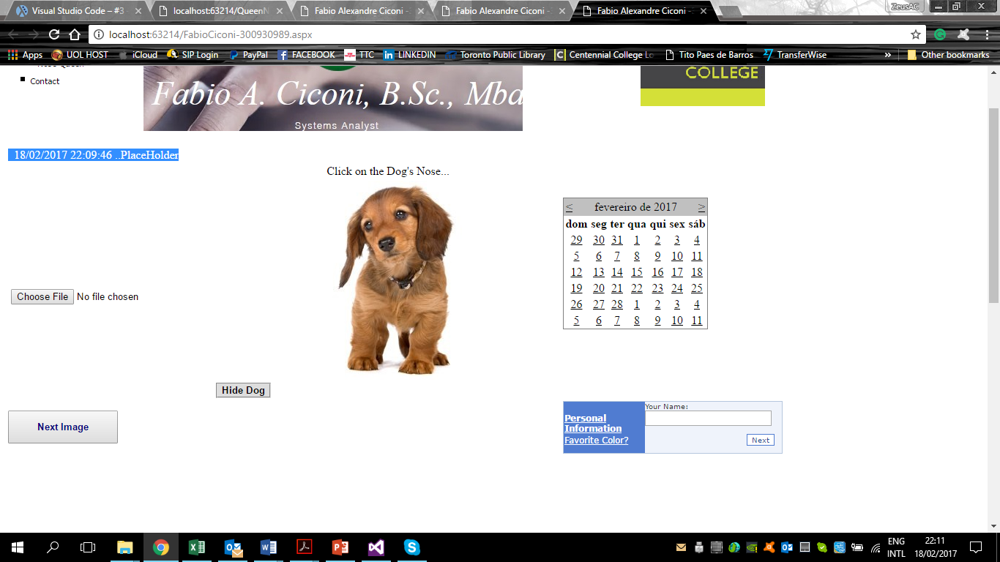 Visual Studio Code – #3
localhost:63214/Queen
Fabio Alexandre Ciconi -
Fabio Alexandre Ciconi -
Fabio Alexandre Ciconi -
ZeusAC
localhost:63214/FabioCiconi-300930989.aspx
Apps
UOL HOST
iCloud
SIP Login
PayPal
FACEBOOK
TTC
LINKEDIN
Toronto Public Library
Centennial College Lo
Tito Paes de Barros
TransferWise
»
Other bookmarks
Contact
Fabio A. Ciconi, B.Sc., Mba
Systems Analyst
COLLEGE
18/02/2017 22:09:46 ..PlaceHolder
Click on the Dog's Nose...
< fevereiro de 2017 >
dom seg ter qua qui sex sáb
29 30 31 1 2 3 4
5 6 7 8 9 10 11
12 13 14 15 16 17 18
19 20 21 22 23 24 25
26 27 28 1 2 3 4
5 6 7 8 9 10 11
Choose File No file chosen
Hide Dog
Next Image
Personal
Information
Favorite Color?
Your Name:
Next
ENG
INTL
22:11
18/02/2017